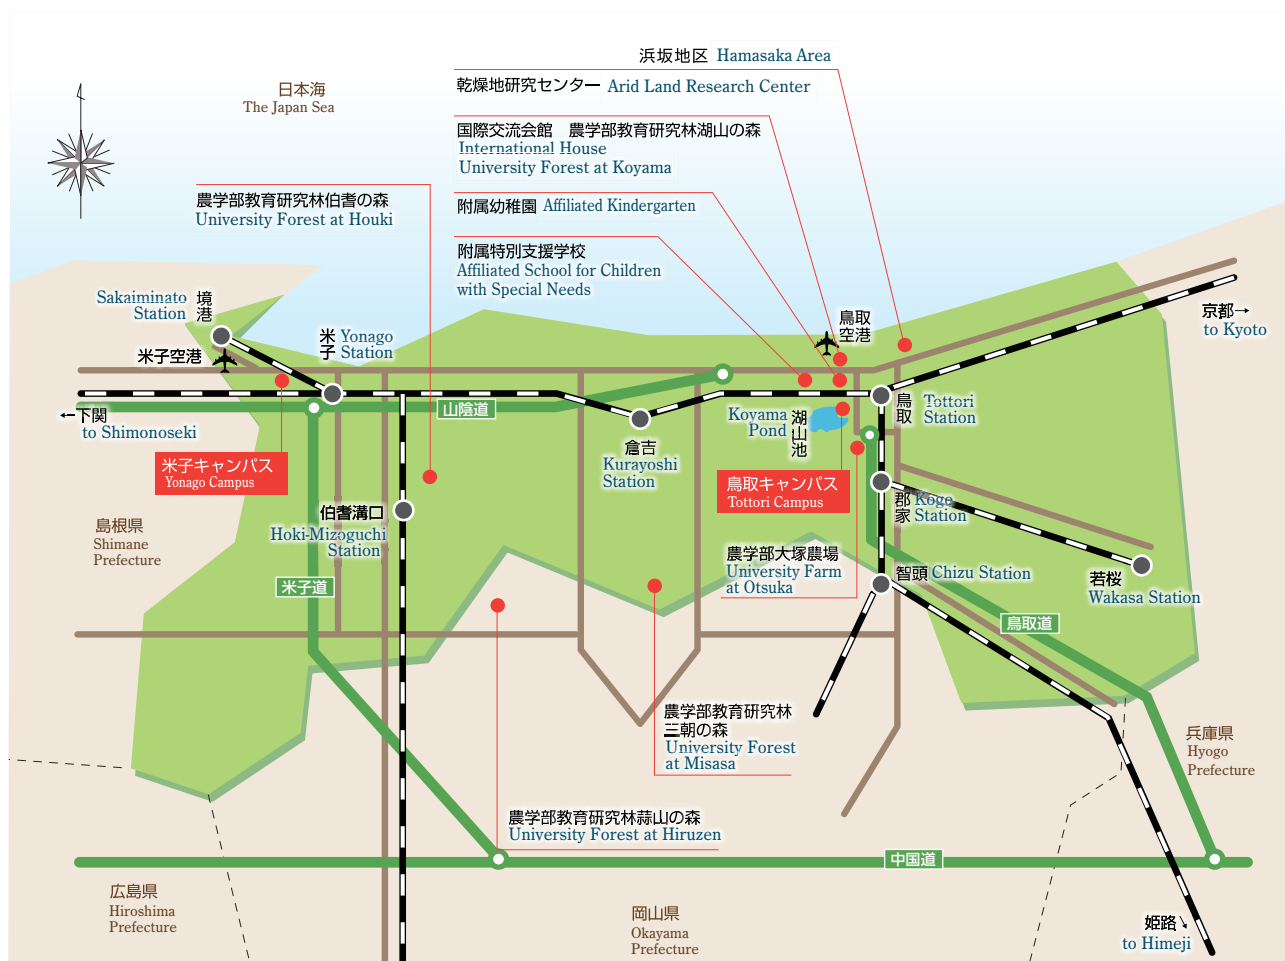 浜坂地区 Hamasaka Area
乾燥地研究センター Arid Land Research Center
日本海
The Japan Sea
国際交流会館　農学部教育研究林湖山の森
International House
University Forest at Koyama
農学部教育研究林伯耆の森
University Forest at Houki
附属幼稚園 Affiliated Kindergarten
附属特別支援学校
Affiliated School for Children
with Special Needs
境港
Sakaiminato
Station
米子
Yonago
Station
米子空港
鳥取
空港
京都→
to Kyoto
←下関
to Shimonoseki
山陰道
倉吉
Kurayoshi
Station
Koyama
Pond
湖山池
鳥取
Tottori
Station
米子キャンパス
Yonago Campus
鳥取キャンパス
Tottori Campus
伯耆溝口
Hoki-Mizoguchi
Station
郡家
Koge
Station
島根県
Shimane
Prefecture
農学部大塚農場
University Farm
at Otsuka
智頭 Chizu Station
若桜
Wakasa Station
米子道
鳥取道
農学部教育研究林
三朝の森
University Forest
at Misasa
兵庫県
Hyogo
Prefecture
農学部教育研究林蒜山の森
University Forest at Hiruzen
中国道
広島県
Hiroshima
Prefecture
岡山県
Okayama
Prefecture
姫路↘
to Himeji